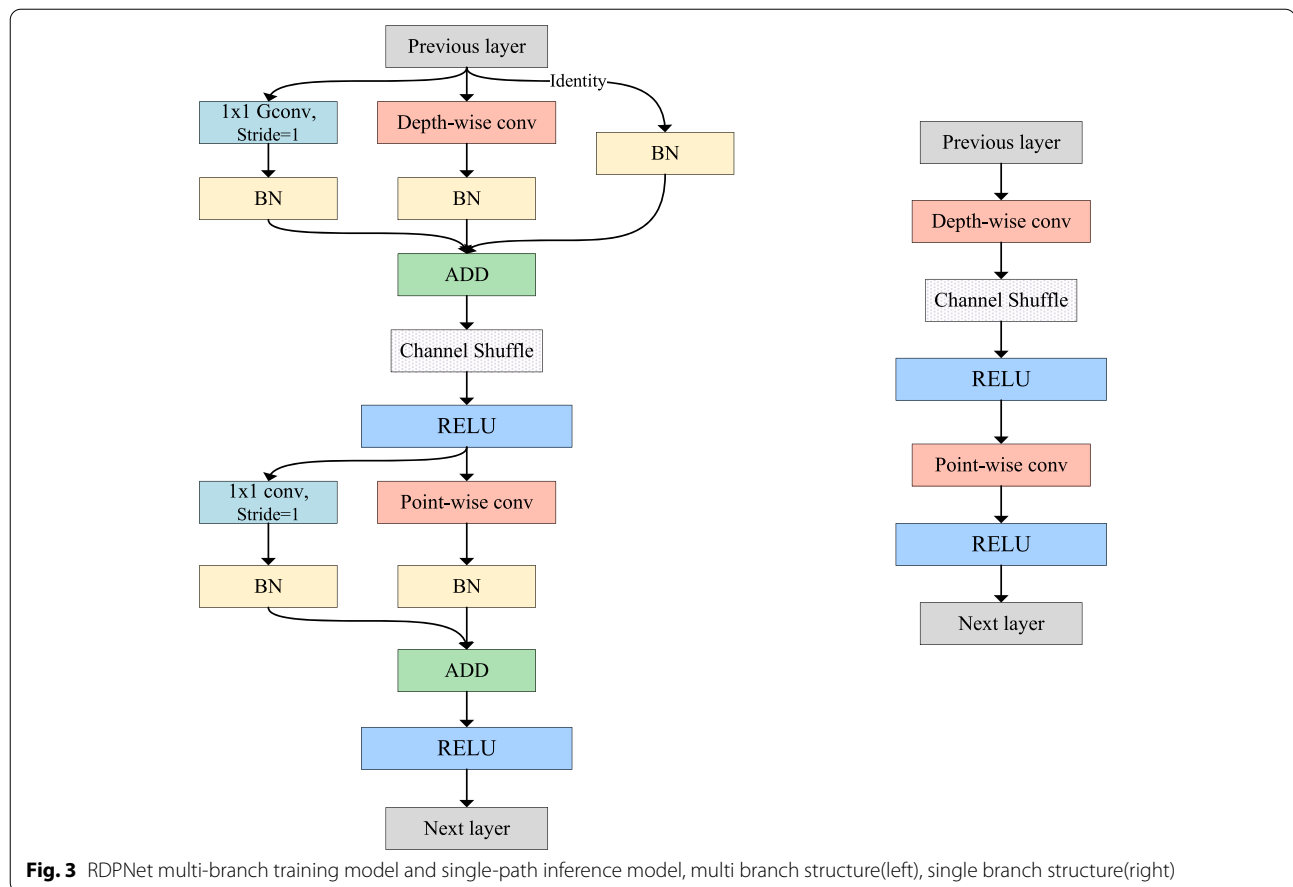 Previous layer
Identity
1x1 Gconv,
Stride=1
Depth-wise conv
BN
BN
BN
ADD
Channel Shuffle
RELU
1x1 conv,
Stride=1
Point-wise conv
BN
BN
ADD
RELU
Next layer
Previous layer
Depth-wise conv
Channel Shuffle
RELU
Point-wise conv
RELU
Next layer
Fig. 3 RDPNet multi-branch training model and single-path inference model, multi branch structure(left), single branch structure(right)